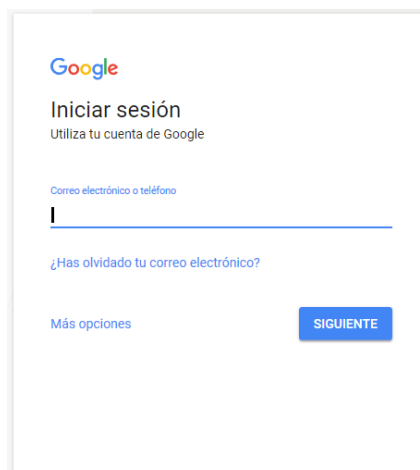 Google
Iniciar sesión
Utiliza tu cuenta de Google
Correo electrónico o teléfono
¿Has olvidado tu correo electrónico?
Más opciones
SIGUIENTE